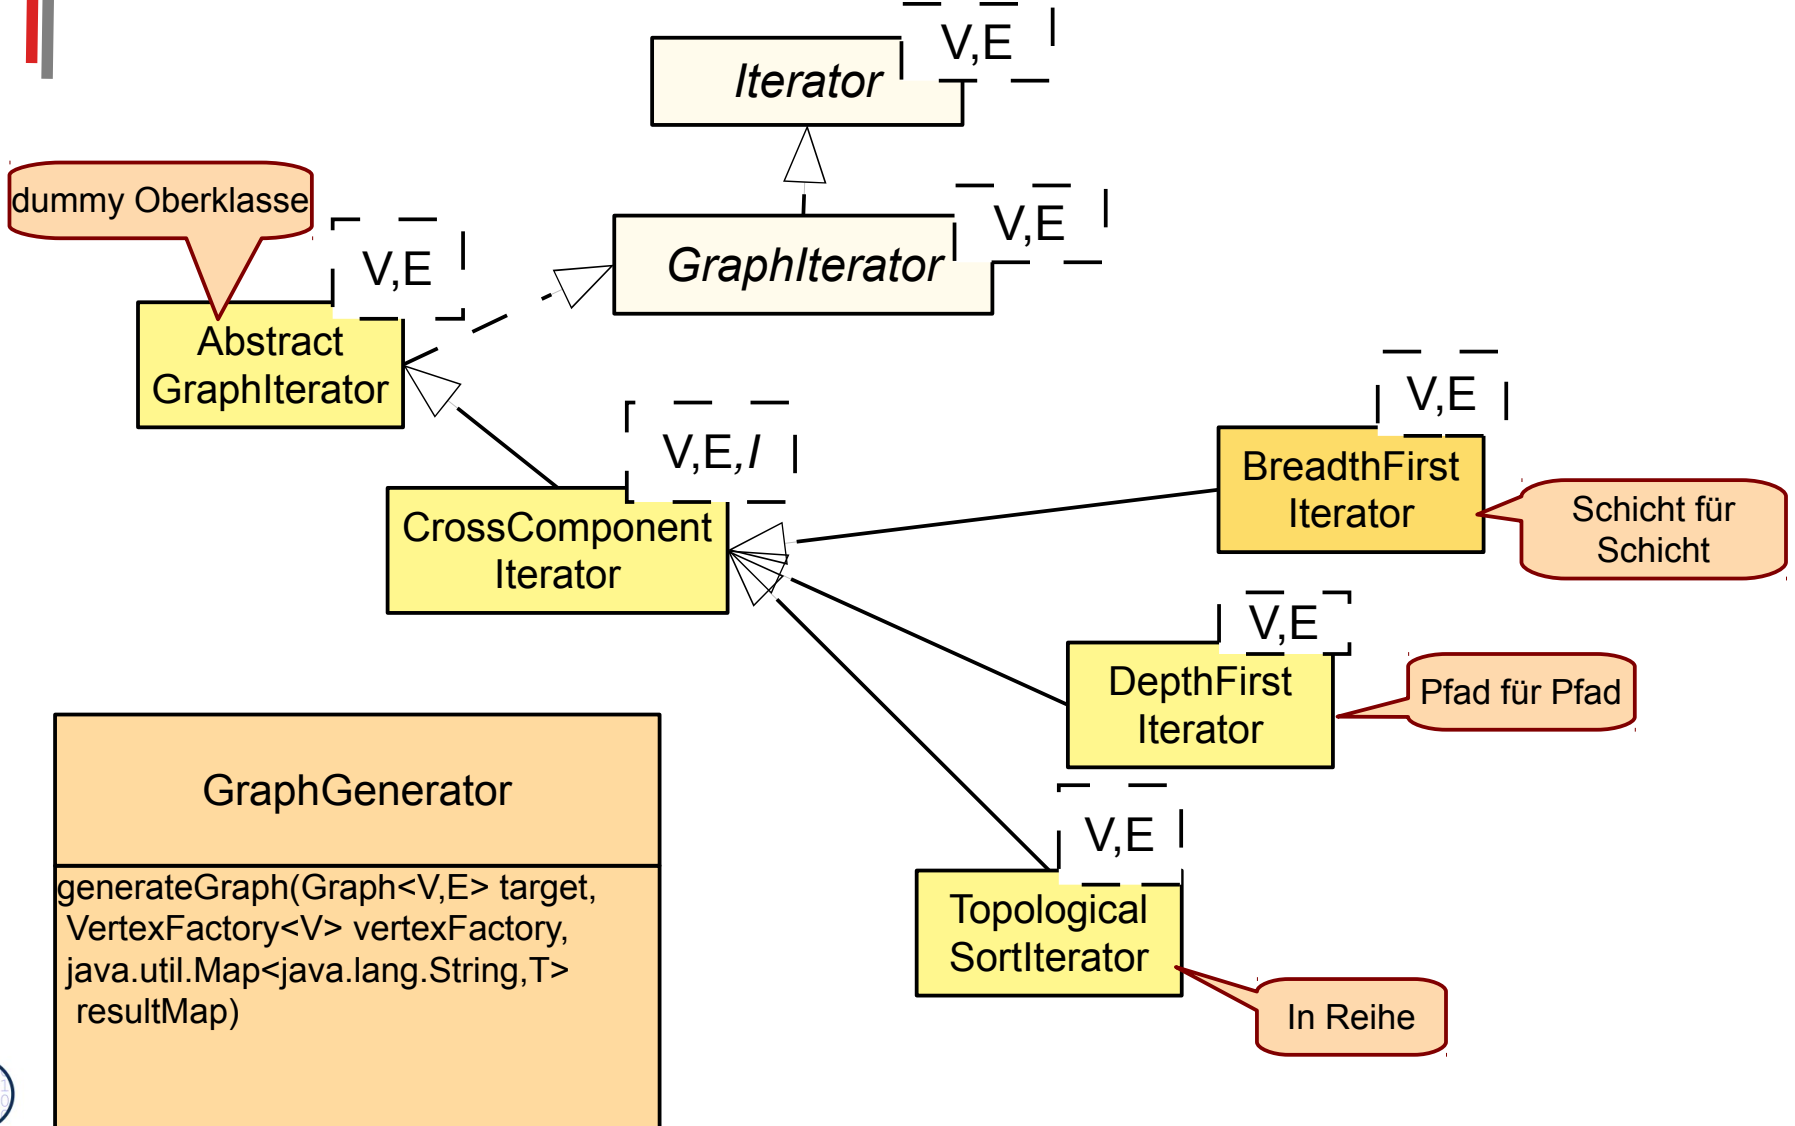 V,E
Iterator
dummy Oberklasse
V,E
V,E
GraphIterator
Abstract
GraphIterator
V,E
V,E,I
BreadthFirst
Iterator
Schicht für
Schicht
CrossComponent
Iterator
V,E
DepthFirst
Iterator
Pfad für Pfad
V,E
Topological
SortIterator
In Reihe
GraphGenerator
generateGraph(Graph<V,E> target,
VertexFactory<V> vertexFactory,
java.util.Map<java.lang.String,T>
resultMap)